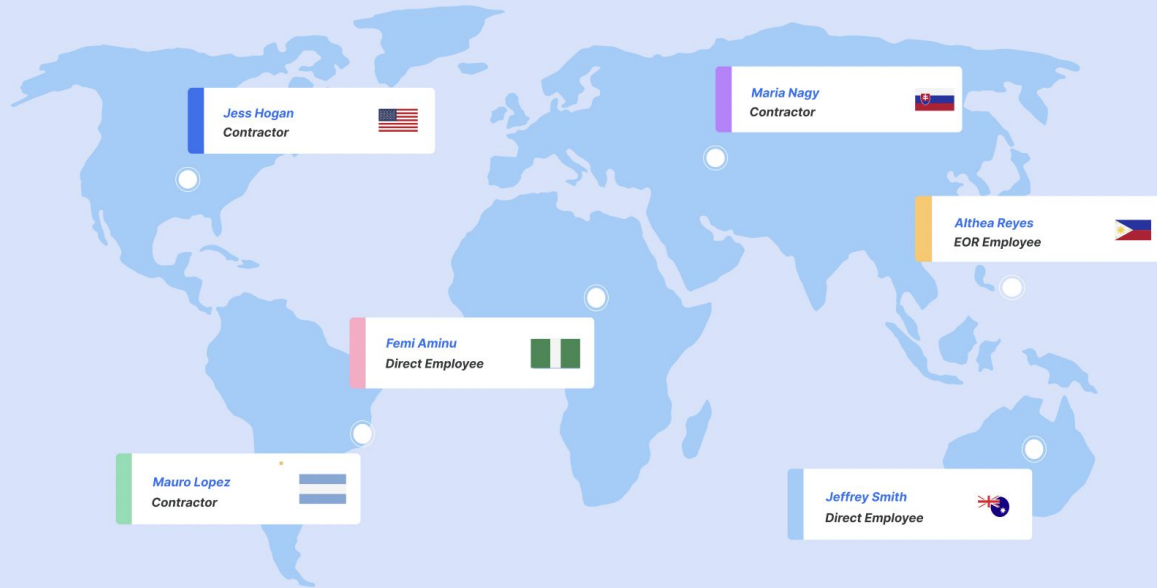 Jess Hogan
Contractor
Maria Nagy
Contractor
Althea Reyes
EOR Employee
Femi Aminu
Direct Employee
Mauro Lopez
Contractor
Jeffrey Smith
Direct Employee